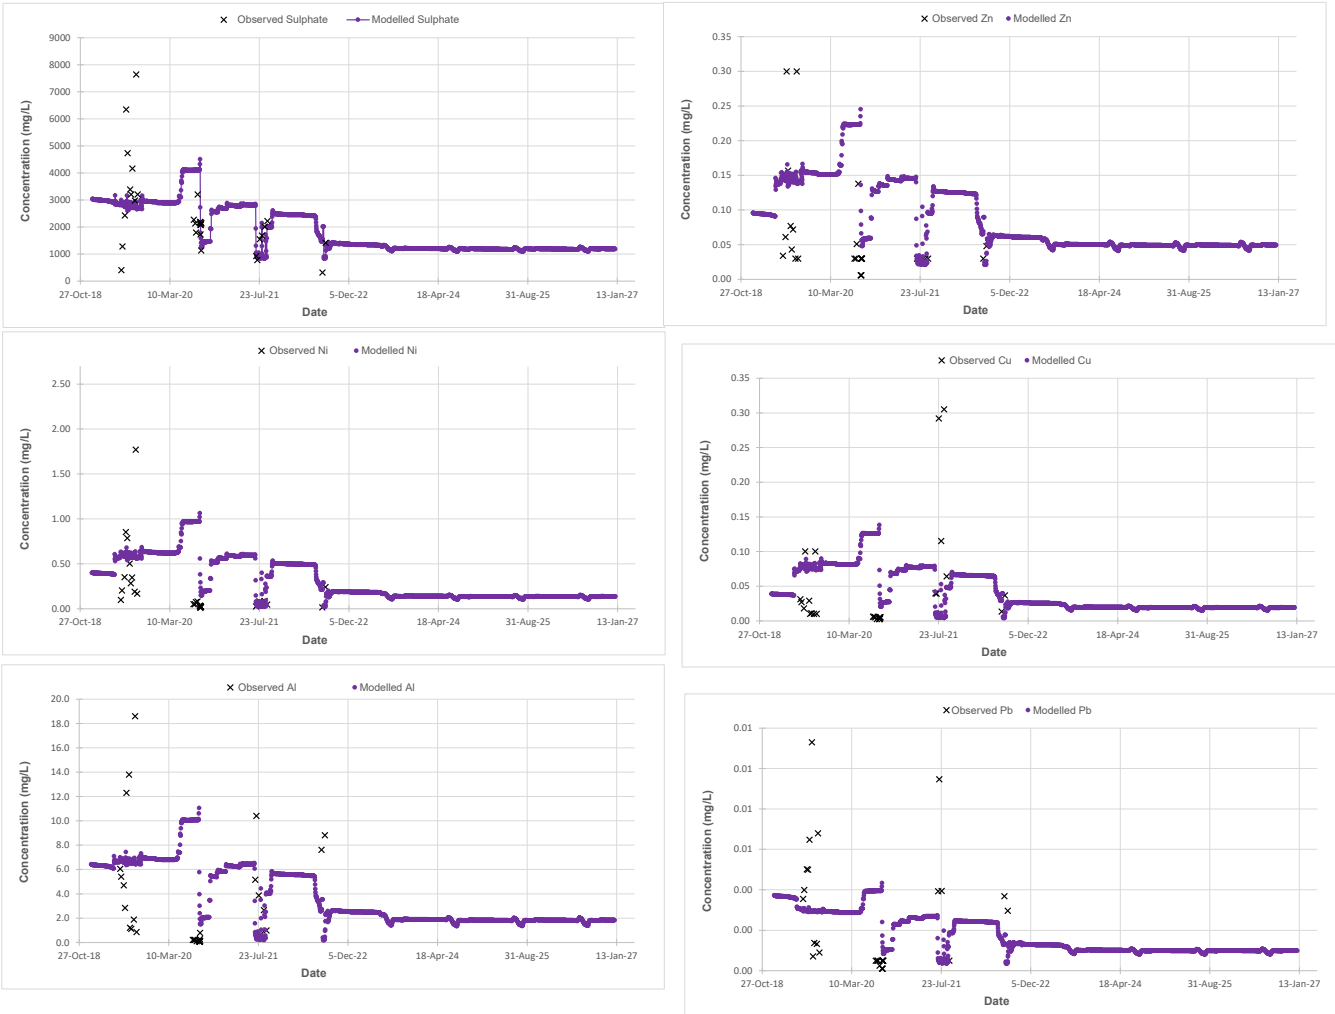 Observed Sulphate Modelled Sulphate
9000
8000
7000
6000
5000
4000
3000
2000
1000
0
Concentratiion (mg/L)
27-Oct-18 10-Mar-20 23-Jul-21 5-Dec-22 18-Apr-24 31-Aug-25 13-Jan-27
Date
Observed Zn Modelled Zn
0.35
0.30
0.25
0.20
0.15
0.10
0.05
0.00
Concentratiion (mg/L)
27-Oct-18 10-Mar-20 23-Jul-21 5-Dec-22 18-Apr-24 31-Aug-25 13-Jan-27
Date
Observed Ni Modelled Ni
2.50
2.00
1.50
1.00
0.50
0.00
Concentratiion (mg/L)
27-Oct-18 10-Mar-20 23-Jul-21 5-Dec-22 18-Apr-24 31-Aug-25 13-Jan-27
Date
Observed Cu Modelled Cu
0.35
0.30
0.25
0.20
0.15
0.10
0.05
0.00
Concentratiion (mg/L)
27-Oct-18 10-Mar-20 23-Jul-21 5-Dec-22 18-Apr-24 31-Aug-25 13-Jan-27
Date
Observed Al Modelled Al
20.0
18.0
16.0
14.0
12.0
10.0
8.0
6.0
4.0
2.0
0.0
Concentratiion (mg/L)
27-Oct-18 10-Mar-20 23-Jul-21 5-Dec-22 18-Apr-24 31-Aug-25 13-Jan-27
Date
Observed Pb Modelled Pb
0.01
0.01
0.01
0.01
0.00
0.00
0.00
Concentratiion (mg/L)
27-Oct-18 10-Mar-20 23-Jul-21 5-Dec-22 18-Apr-24 31-Aug-25 13-Jan-27
Date